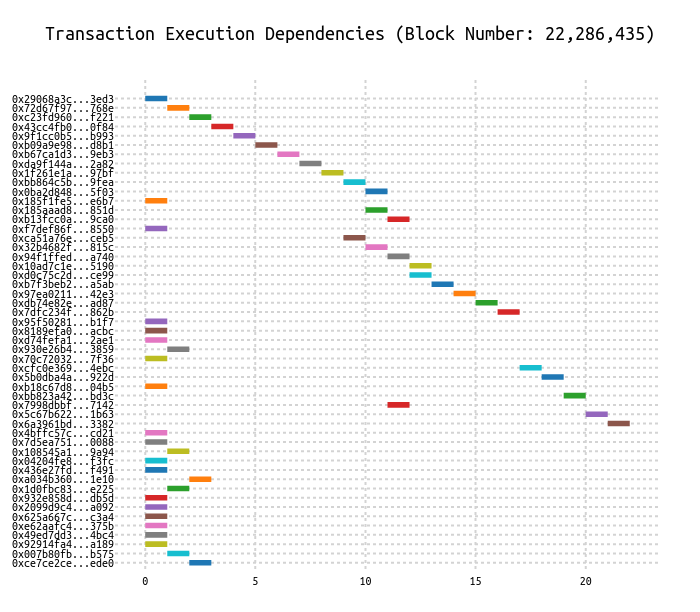 Transaction Execution Dependencies (Block Number: 22,286,435)
0x29068a3c...3ed3
0x72d67f97...768e
0xc23fd960...f221
0x43cc4fb0...0f84
0x9f1cc0b5...b993
0xb09a9e98...d8b1
0xb67ca1d3...9eb3
0xda9f144a...2a82
0x1f261e1a...97bf
0xbb864c5b...9fea
0x0ba2d848...5f03
0x185f1fe5...e6b7
0x185aaad8...851d
0xb13fcc0a...9ca0
0xf7def86f...8550
0xca51a76e...ceb5
0x32b4682f...815c
0x94f1ffed...a740
0x10ad7c1e...5190
0xd0c75c2d...ce99
0xb7f3beb2...a5ab
0x97ea0211...42e3
0xdb74e82e...ad87
0x7dfc234f...862b
0x95f50281...b1f7
0x8189efa0...acbc
0xd74fefa1...2ae1
0x930e26b4...3859
0x70c72032...7f36
0xcfc0e369...4ebc
0x5b0dba4a...922d
0xb18c67d8...04b5
0xbb823a42...bd3c
0x7998dbbf...7142
0x5c67b622...1b63
0x6a3961bd...3382
0x4bffc57c...cd21
0x7d5ea751...0088
0x108545a1...9a94
0x04204fe8...f3fc
0x436e27fd...f491
0xa034b360...1e10
0x1d0fbc83...e225
0x932e858d...db5d
0x2099d9c4...a092
0x625a667c...c3a4
0xe62aafc4...375b
0x49ed7dd3...4bc4
0x92914fa4...a189
0x007b80fb...b575
0xce7ce2ce...ede0
0 5 10 15 20